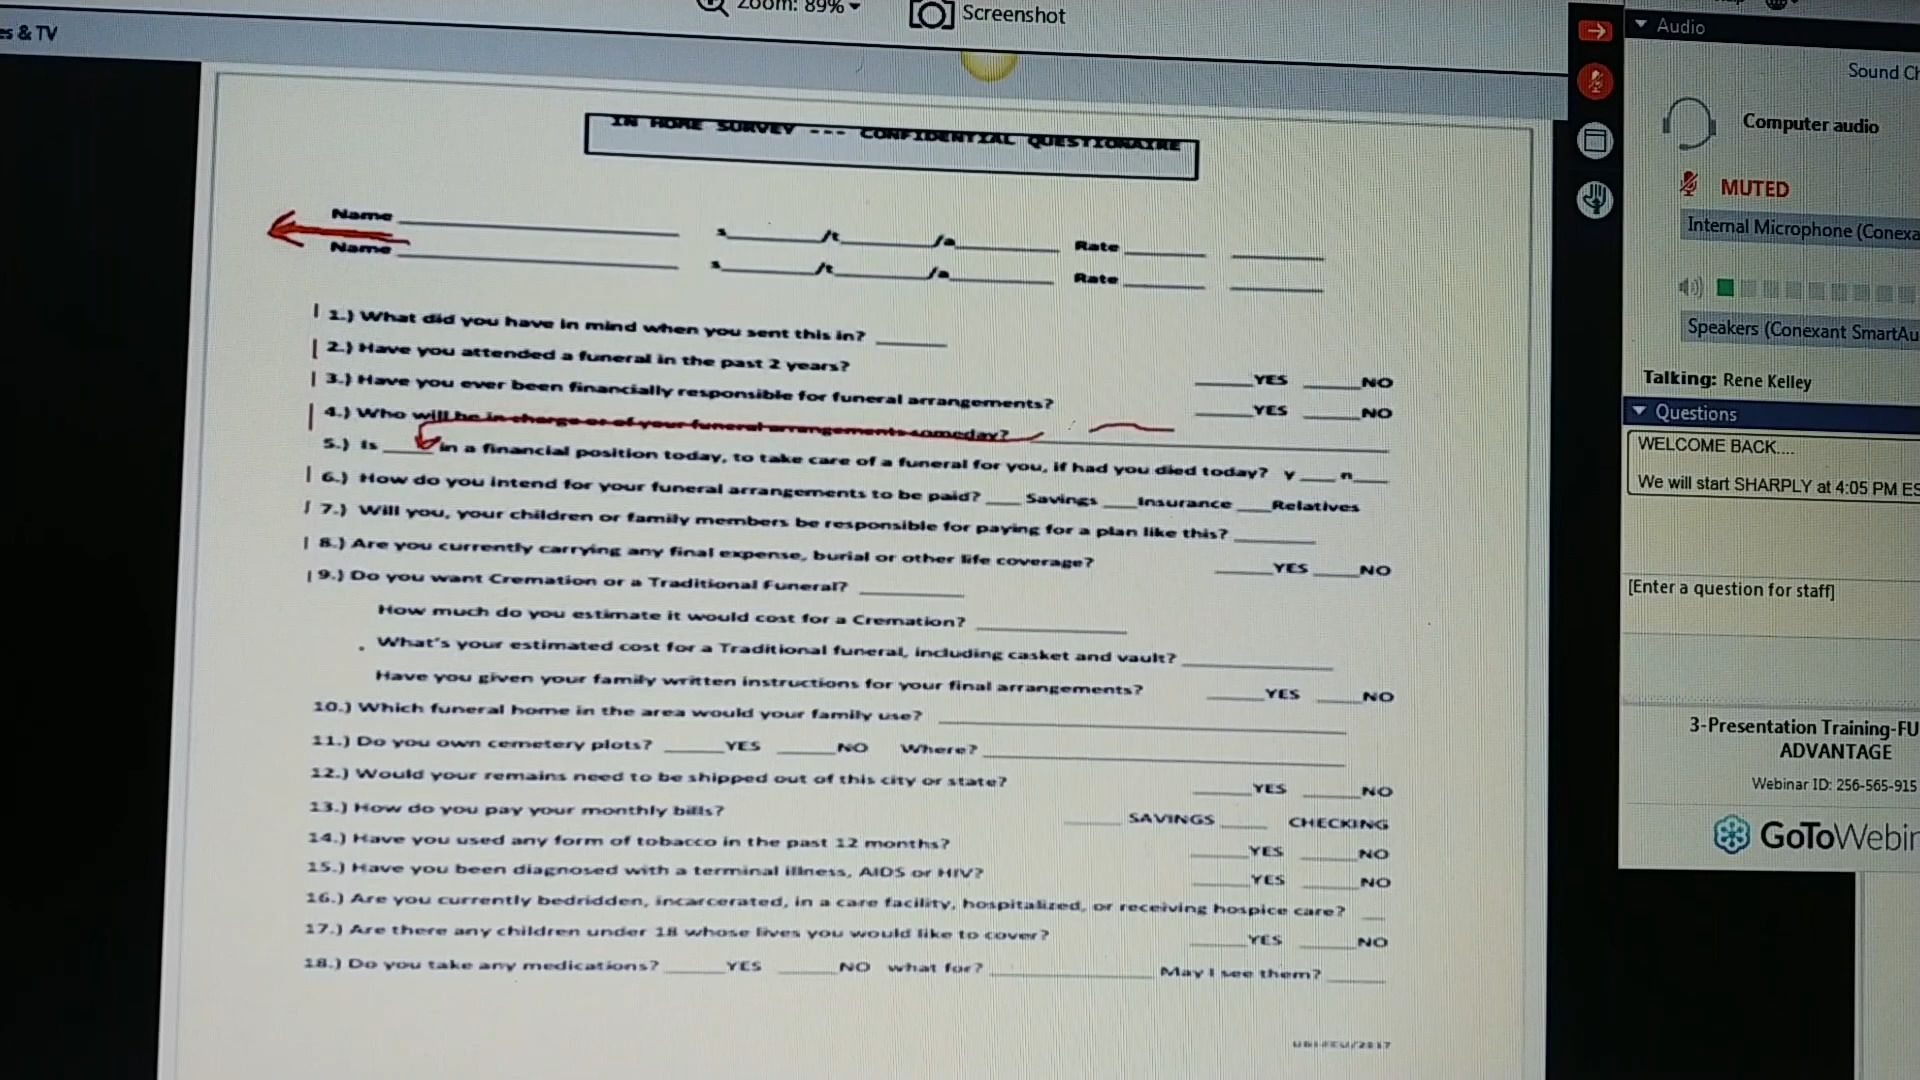 Zoom: 89%
Screenshot
es & TV
IN HOME SURVEY --- CONFIDENTIAL QUESTIONAIRE
Name
s /t /a Rate
Name
s /t /a Rate
1.) What did you have in mind when you sent this in?
2.) Have you attended a funeral in the past 2 years? YES NO
3.) Have you ever been financially responsible for funeral arrangements? YES NO
4.) Who will be in charge or of your funeral arrangements someday?
5.) Is ____ in a financial position today, to take care of a funeral for you, if had you died today? y ___ n___
6.) How do you intend for your funeral arrangements to be paid? ___ Savings ___Insurance ___Relatives
7.) Will you, your children or family members be responsible for paying for a plan like this?
8.) Are you currently carrying any final expense, burial or other life coverage? YES NO
9.) Do you want Cremation or a Traditional Funeral?
How much do you estimate it would cost for a Cremation?
What's your estimated cost for a Traditional funeral, including casket and vault?
Have you given your family written instructions for your final arrangements? YES NO
10.) Which funeral home in the area would your family use?
11.) Do you own cemetery plots? YES NO Where?
12.) Would your remains need to be shipped out of this city or state? YES NO
13.) How do you pay your monthly bills? SAVINGS CHECKING
14.) Have you used any form of tobacco in the past 12 months? YES NO
15.) Have you been diagnosed with a terminal illness, AIDS or HIV? YES NO
16.) Are you currently bedridden, incarcerated, in a care facility, hospitalized, or receiving hospice care?
17.) Are there any children under 18 whose lives you would like to cover? YES NO
18.) Do you take any medications? YES NO what for? May I see them?
Audio
Sound Ch
Computer audio
MUTED
Internal Microphone (Conexa
Speakers (Conexant SmartAu
Talking: Rene Kelley
Questions
WELCOME BACK....
We will start SHARPLY at 4:05 PM ES
[Enter a question for staff]
3-Presentation Training-FU
ADVANTAGE
Webinar ID: 256-565-915
GoToWebin